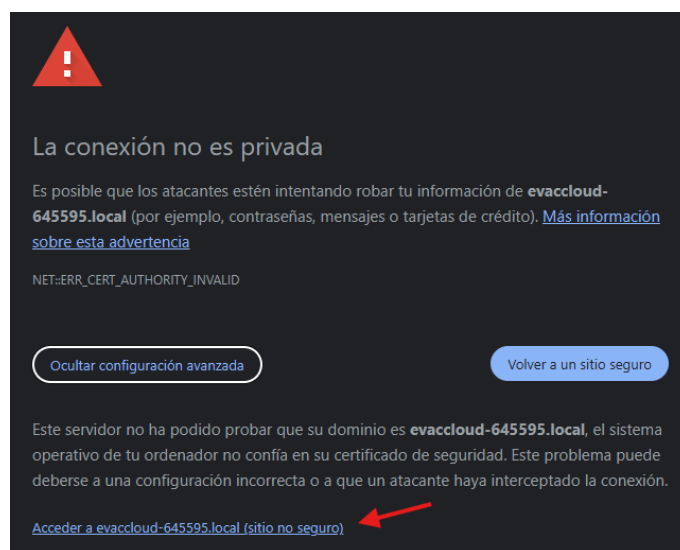 La conexión no es privada
Es posible que los atacantes estén intentando robar tu información de evaccloud-
645595.local (por ejemplo, contraseñas, mensajes o tarjetas de crédito). Más información
sobre esta advertencia
NET::ERR_CERT_AUTHORITY_INVALID
Ocultar configuración avanzada
Volver a un sitio seguro
Este servidor no ha podido probar que su dominio es evaccloud-645595.local, el sistema
operativo de tu ordenador no confía en su certificado de seguridad. Este problema puede
deberse a una configuración incorrecta o a que un atacante haya interceptado la conexión.
Acceder a evaccloud-645595.local (sitio no seguro)